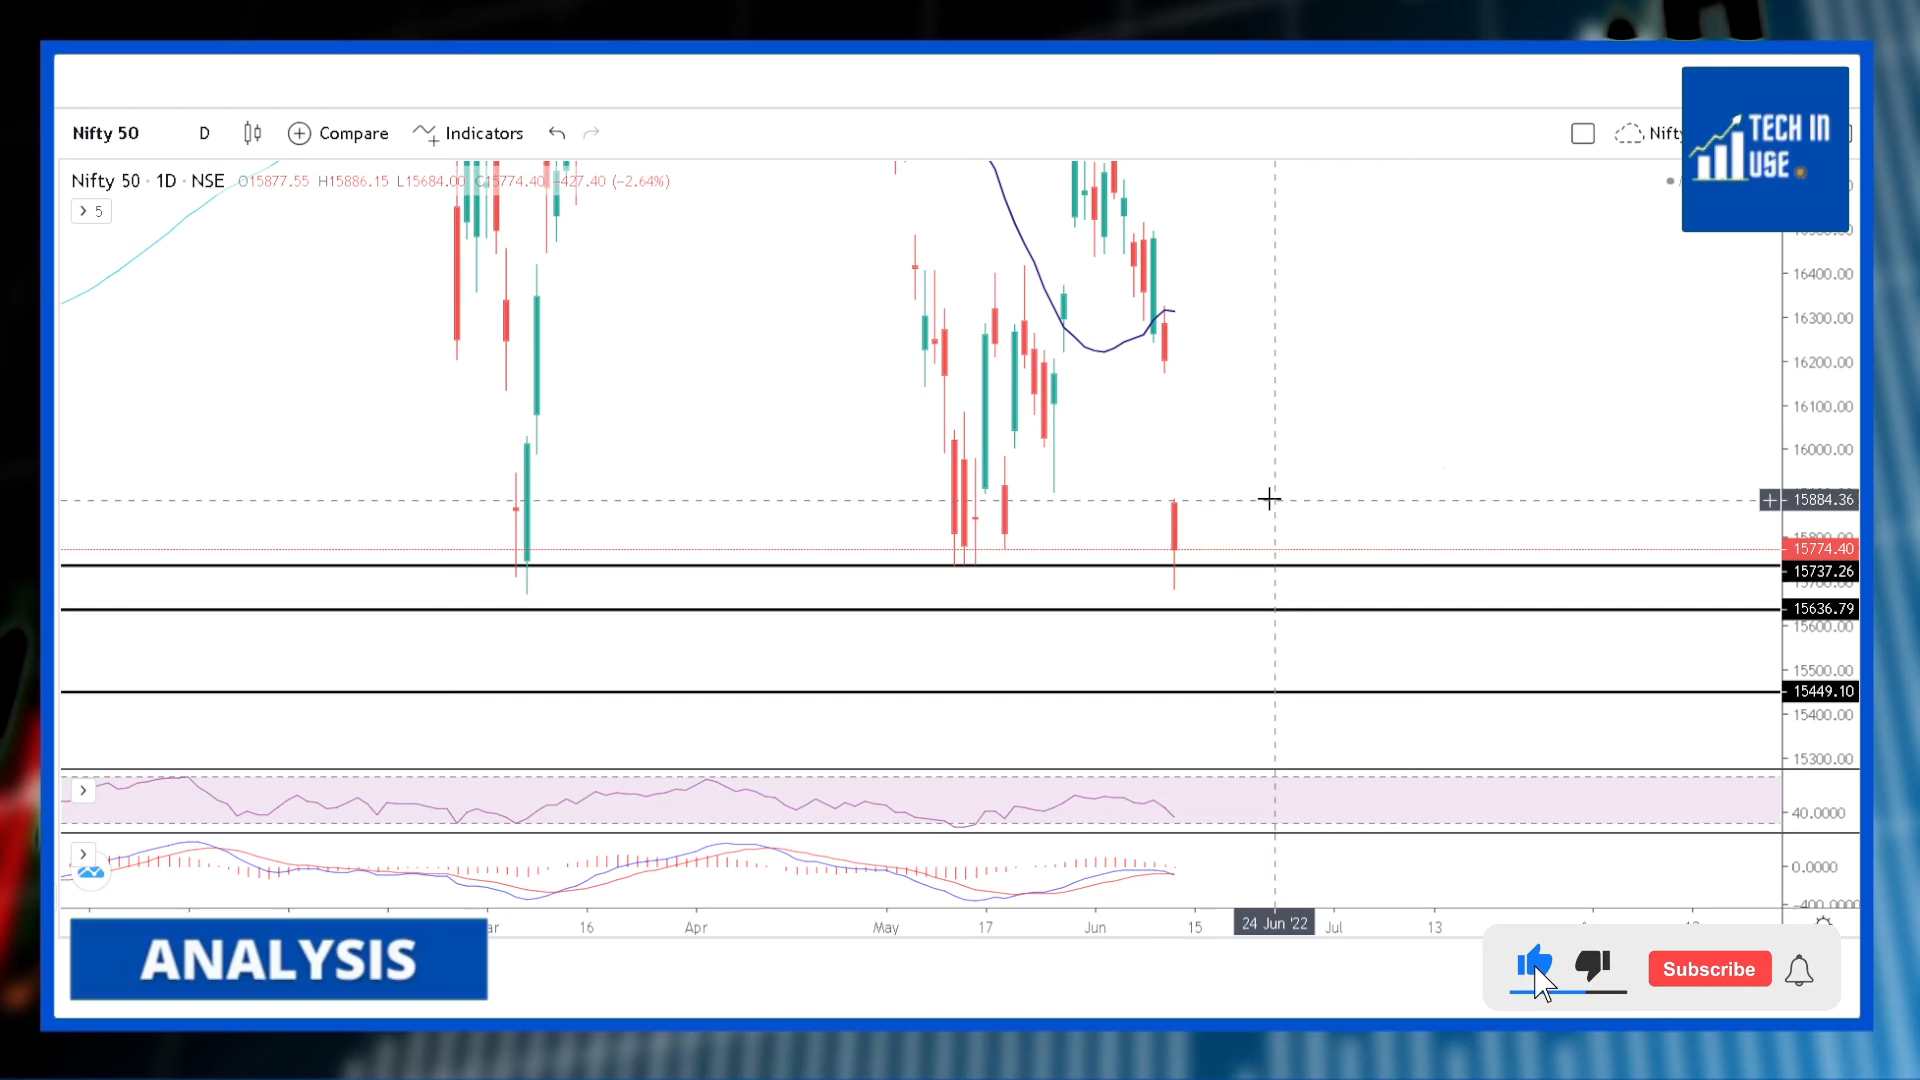 TECH IN
USE
Nifty 50 D Compare Indicators Nifty
Nifty 50 · 1D · NSE O15877.55 H15886.15 L15684.00 C15774.40 −427.40 (−2.64%)
5
16400.00
16300.00
16200.00
16100.00
16000.00
15884.36
15774.40
15737.26
15636.79
15600.00
15500.00
15449.10
15400.00
15300.00
40.0000
0.0000
16 Apr May 17 Jun 15 24 Jun '22 Jul 13
ANALYSIS
Subscribe